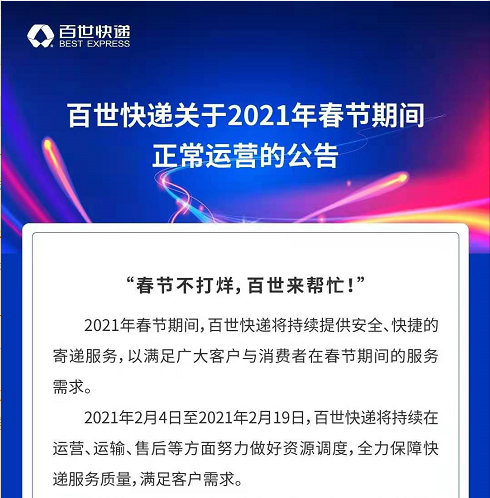 百世快递
BEST EXPRESS
百世快递关于2021年春节期间
正常运营的公告
“春节不打烊，百世来帮忙！”
2021年春节期间，百世快递将持续提供安全、快捷的
寄递服务，以满足广大客户与消费者在春节期间的服务
需求。
2021年2月4日至2021年2月19日，百世快递将持续在
运营、运输、售后等方面努力做好资源调度，全力保障快
递服务质量，满足客户需求。